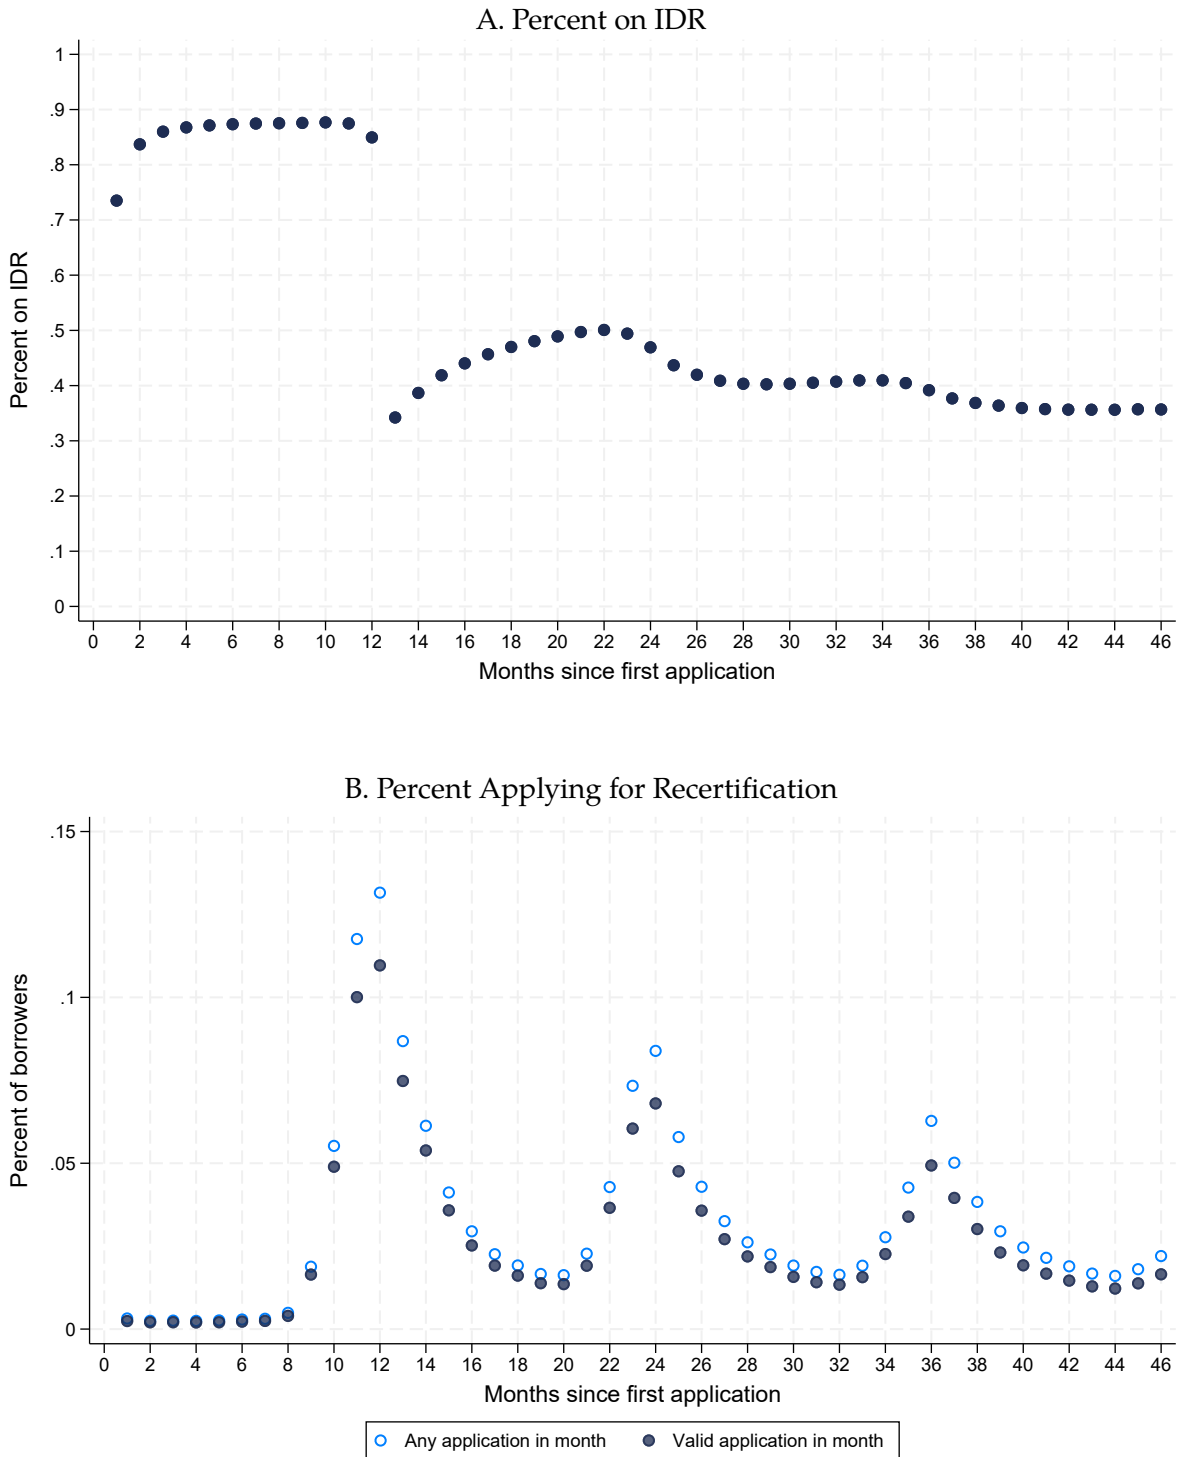 A. Percent on IDR
1
.9
.8
.7
.6
.5
.4
.3
.2
.1
0
Percent on IDR
0 2 4 6 8 10 12 14 16 18 20 22 24 26 28 30 32 34 36 38 40 42 44 46
Months since first application
B. Percent Applying for Recertification
.15
.1
.05
0
Percent of borrowers
0 2 4 6 8 10 12 14 16 18 20 22 24 26 28 30 32 34 36 38 40 42 44 46
Months since first application
Any application in month Valid application in month